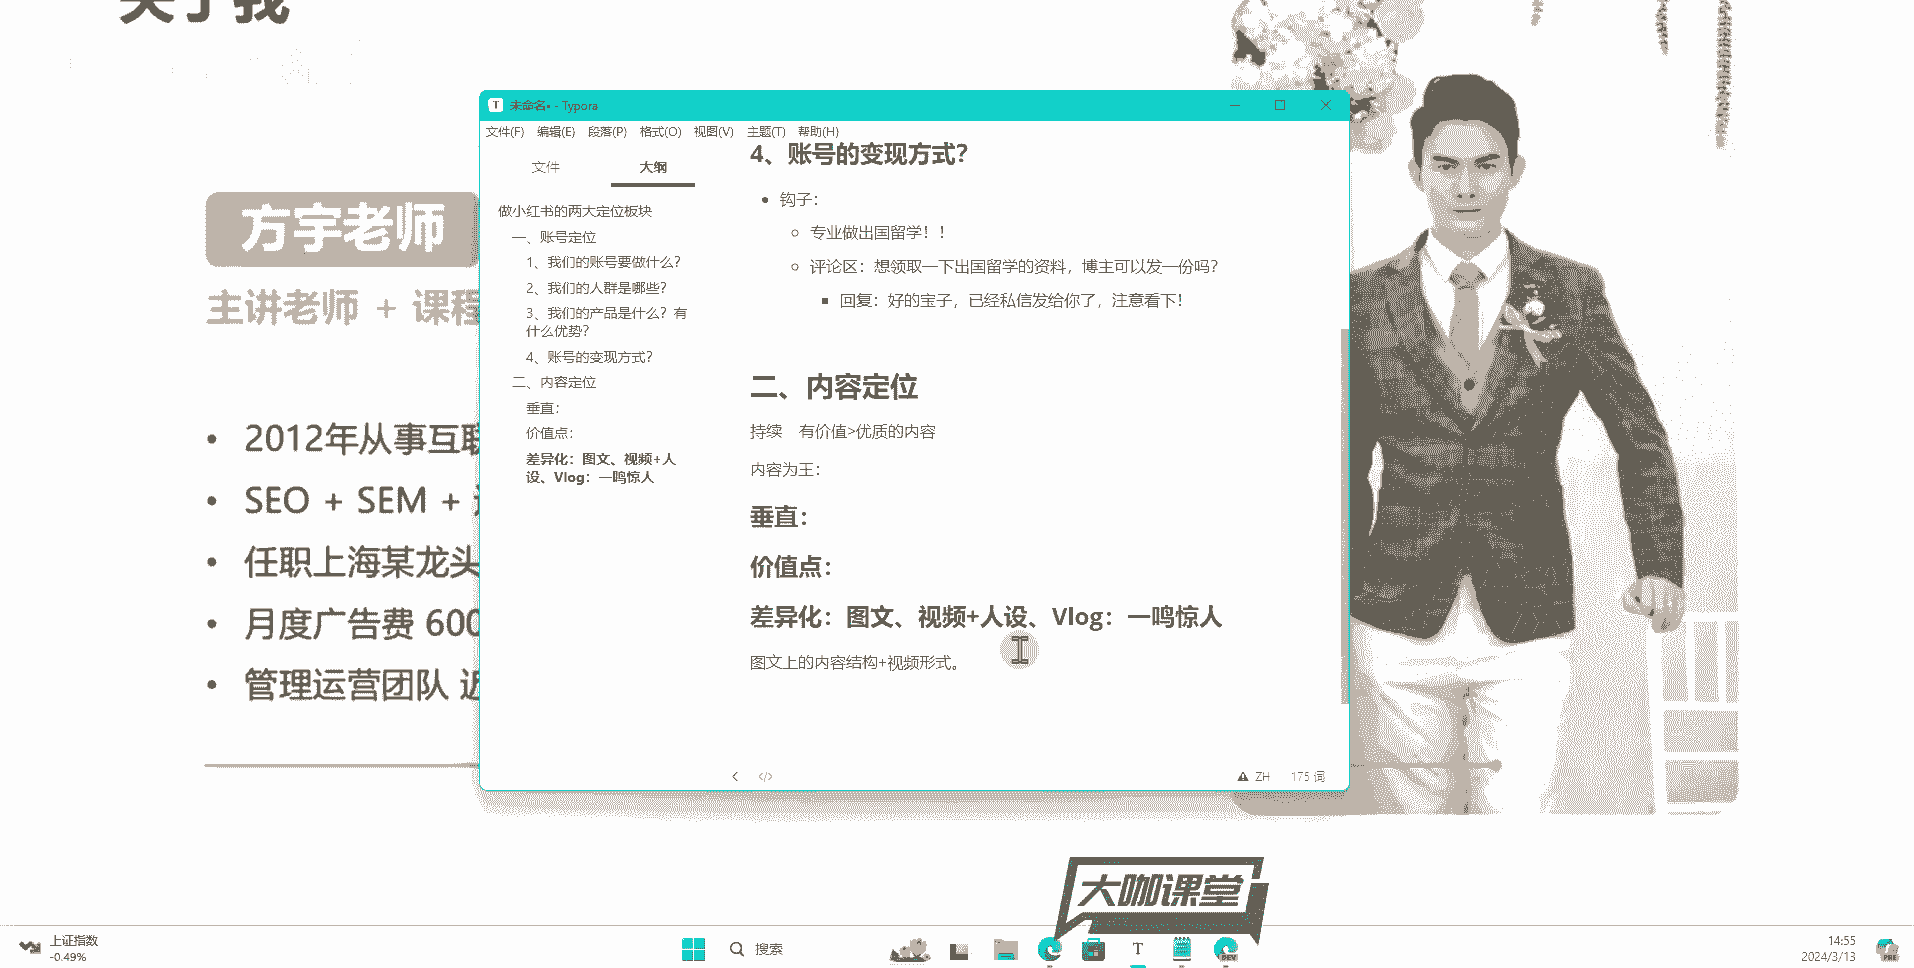 关于我
方宇老师
主讲老师 + 课程
2012年从事互联
SEO + SEM +
任职上海某龙头
月度广告费 600
管理运营团队 近
未命名• - Typora
文件(F) 编辑(E) 段落(P) 格式(O) 视图(V) 主题(T) 帮助(H)
文件 大纲
做小红书的两大定位板块
一、账号定位
1、我们的账号要做什么？
2、我们的人群是哪些？
3、我们的产品是什么？有
什么优势？
4、账号的变现方式？
二、内容定位
垂直：
价值点：
差异化：图文、视频+人
设、Vlog：一鸣惊人
4、账号的变现方式？
钩子：
专业做出国留学！！
评论区：想领取一下出国留学的资料，博主可以发一份吗？
回复：好的宝子，已经私信发给你了，注意看下！
二、内容定位
持续 有价值>优质的内容
内容为王：
垂直：
价值点：
差异化：图文、视频+人设、Vlog：一鸣惊人
图文上的内容结构+视频形式。
ZH 175 词
大咖课堂
上证指数
-0.49%
搜索
T
DEV
14:55
2024/3/13
PRE